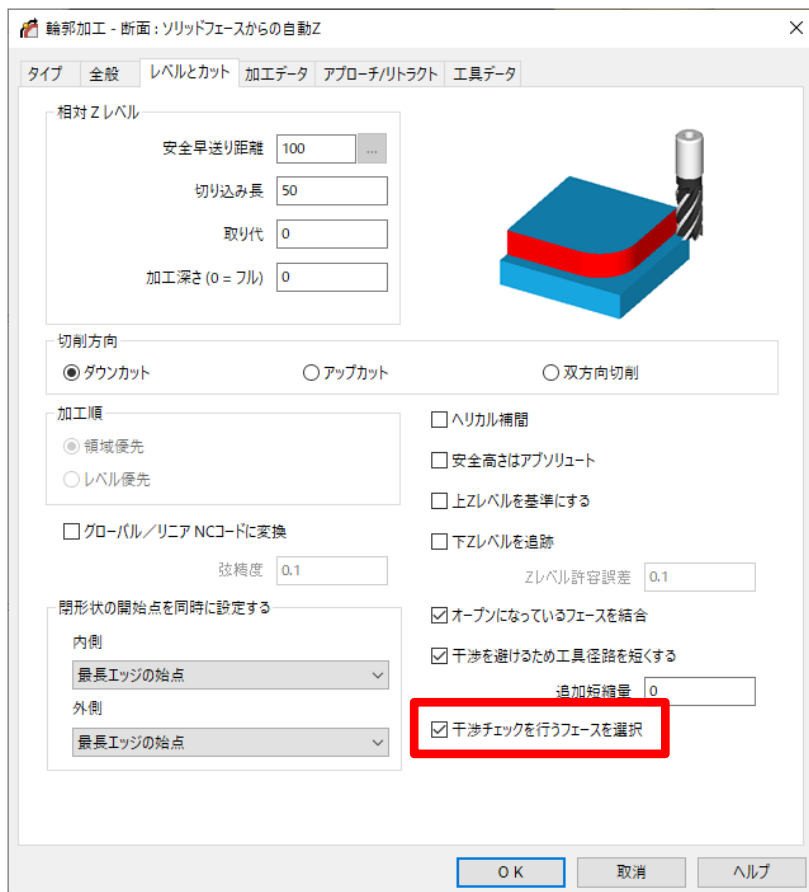 輪郭加工 - 断面 : ソリッドフェースからの自動Z
タイプ 全般 レベルとカット 加工データ アプローチ/リトラクト 工具データ
相対 Z レベル
安全早送り距離 100 ...
切り込み長 50
取り代 0
加工深さ (0 = フル) 0
切削方向
ダウンカット アップカット 双方向切削
加工順
領域優先
レベル優先
グローバル／リニア NCコードに変換
弦精度 0.1
閉形状の開始点を同時に設定する
内側
最長エッジの始点
外側
最長エッジの始点
ヘリカル補間
安全高さはアブソリュート
上Zレベルを基準にする
下Zレベルを追跡
Zレベル許容誤差 0.1
オープンになっているフェースを結合
干渉を避けるため工具径路を短くする
追加短縮量 0
干渉チェックを行うフェースを選択
OK 取消 ヘルプ